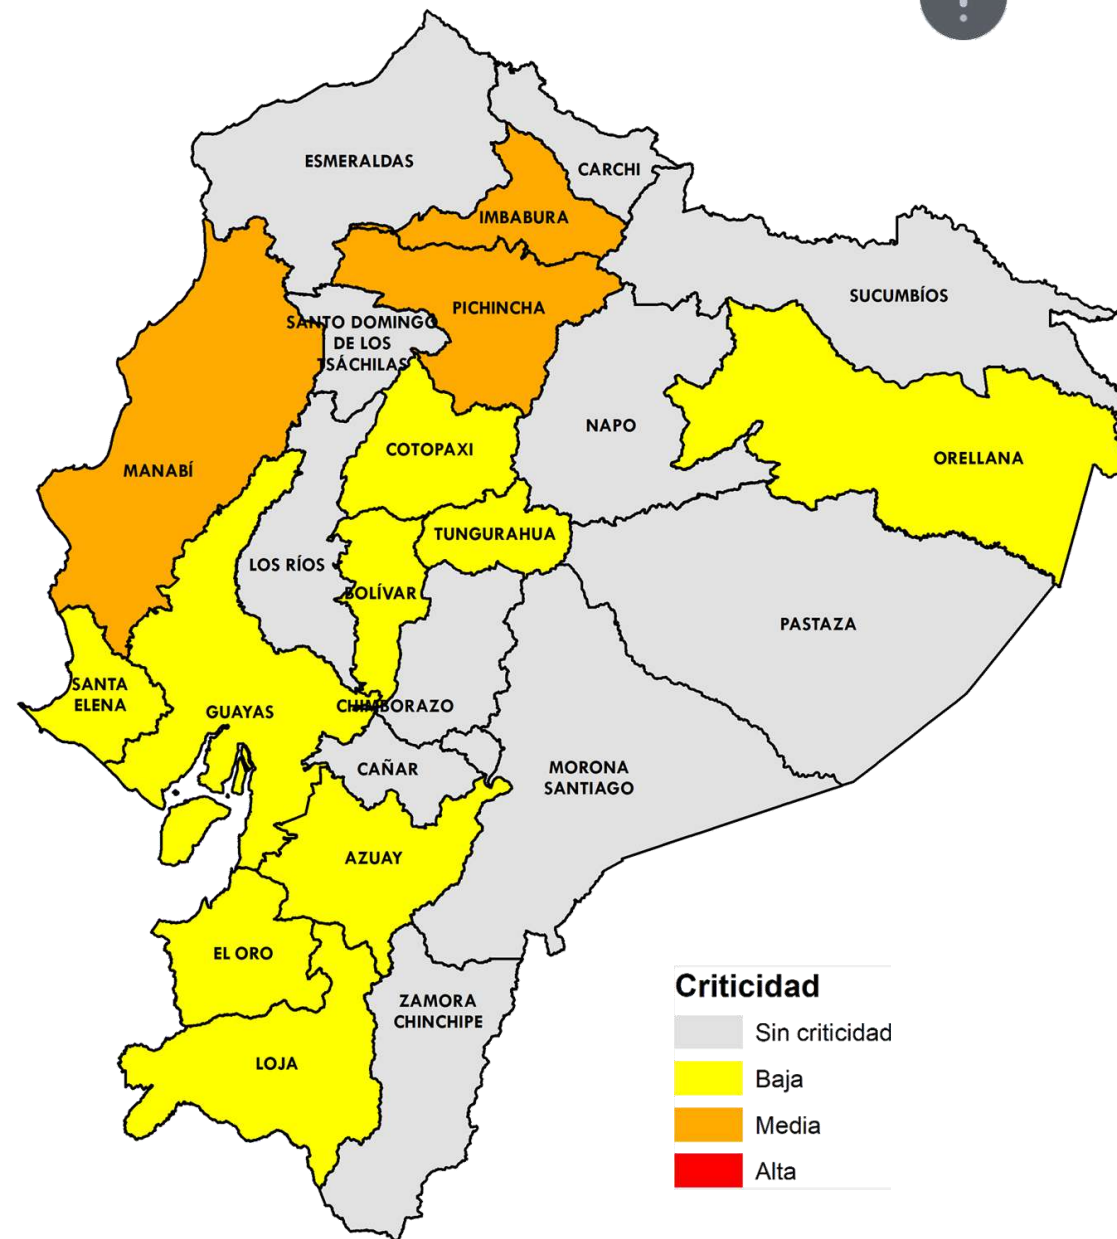 ESMERALDAS
CARCHI
IMBABURA
SUCUMBÍOS
PICHINCHA
SANTO DOMINGO
DE LOS
TSÁCHILAS
NAPO
COTOPAXI
ORELLANA
MANABÍ
TUNGURAHUA
LOS RÍOS
BOLÍVAR
PASTAZA
SANTA
ELENA
GUAYAS
CHIMBORAZO
CAÑAR
MORONA
SANTIAGO
AZUAY
EL ORO
ZAMORA
CHINCHIPE
LOJA
Criticidad
Sin criticidad
Baja
Media
Alta